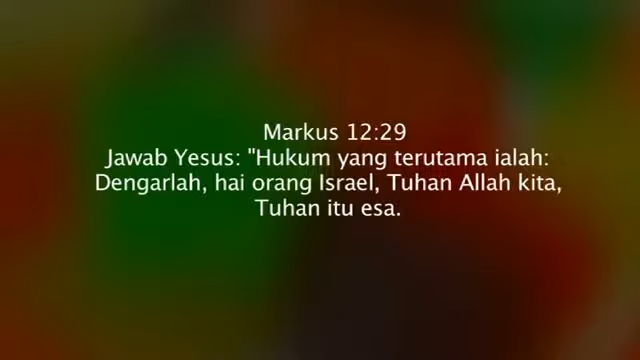 Markus 12:29
Jawab Yesus: "Hukum yang terutama ialah:
Dengarlah, hai orang Israel, Tuhan Allah kita,
Tuhan itu esa.